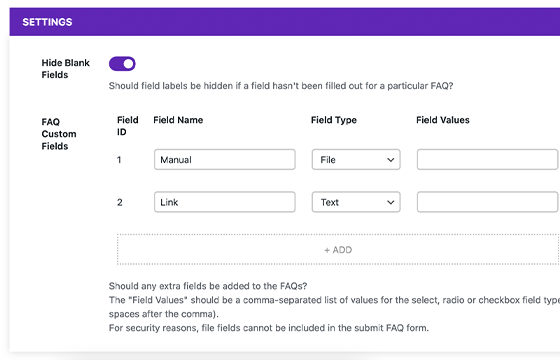 SETTINGS
Hide Blank Fields
Should field labels be hidden if a field hasn't been filled out for a particular FAQ?
FAQ Custom Fields
Field ID Field Name Field Type Field Values
1 Manual File
2 Link Text
+ ADD
Should any extra fields be added to the FAQs?
The "Field Values" should be a comma-separated list of values for the select, radio or checkbox field type
spaces after the comma).
For security reasons, file fields cannot be included in the submit FAQ form.